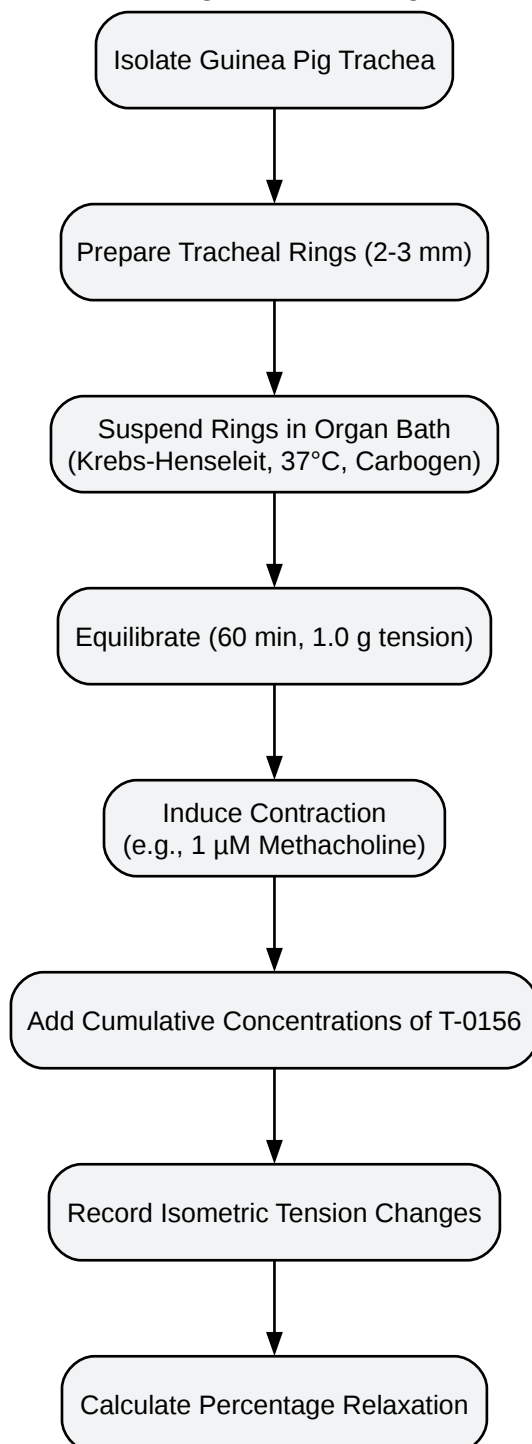 Isolate Guinea Pig Trachea
Prepare Tracheal Rings (2-3 mm)
Suspend Rings in Organ Bath
(Krebs-Henseleit, 37°C, Carbogen)
Equilibrate (60 min, 1.0 g tension)
Induce Contraction
(e.g., 1 µM Methacholine)
Add Cumulative Concentrations of T-0156
Record Isometric Tension Changes
Calculate Percentage Relaxation